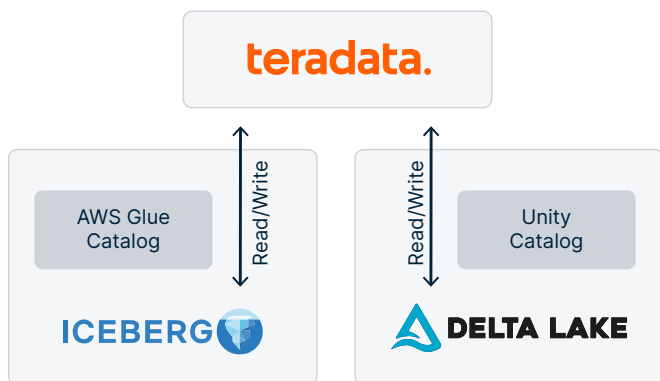 teradata.
AWS Glue
Catalog
Read/Write
ICEBERG
Read/Write
Unity
Catalog
DELTA LAKE